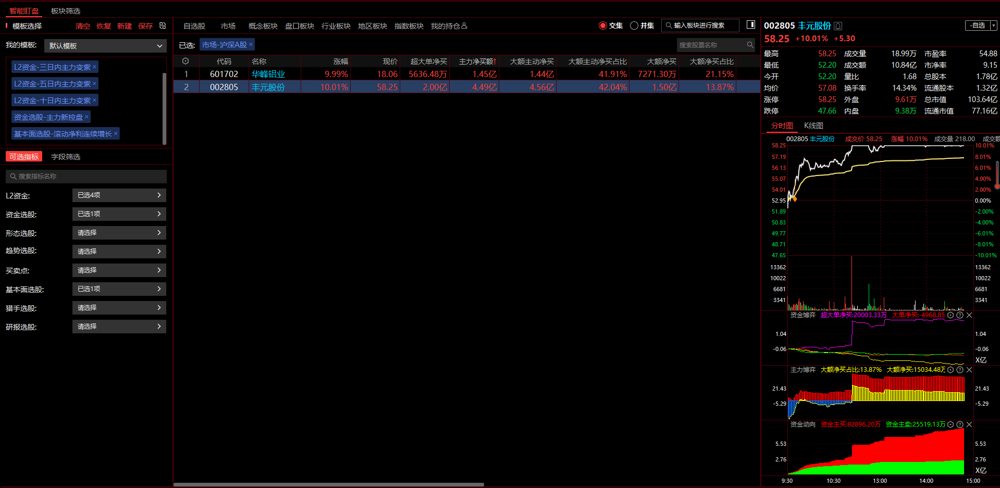 智能盯盘 板块筛选
模板选择 清空 恢复 新建 保存
我的模板: 默认模板
L2资金-三日内主力变紫×
L2资金-五日内主力变紫×
L2资金-十日内主力变紫×
资金选股-主力新控盘×
基本面选股-滚动净利连续增长×
可选指标 字段筛选
搜索指标名称
L2资金: 已选4项
资金选股: 已选1项
形态选股: 请选择
趋势选股: 请选择
买卖点: 请选择
基本面选股: 已选1项
猎手选股: 请选择
研报选股: 请选择
自选股 市场 概念板块 盘口板块 行业板块 地区板块 指数板块 我的持仓 交集 并集 输入板块进行搜索
已选: 市场-沪深A股× 搜索股票名称
代码 名称 涨幅 现价 超大单净买 主力净买额↑ 大额主动净买 大额主动净买占比 大额净买 大额净买占比
1 601702 华峰铝业 9.99% 18.06 5636.48万 1.45亿 1.44亿 41.91% 7271.30万 21.15%
2 002805 丰元股份 10.01% 58.25 2.00亿 4.49亿 4.56亿 42.04% 1.50亿 13.87%
002805 丰元股份 -自选
58.25 +10.01% +5.30
最高 58.25 成交量 18.99万 市盈率 54.88
最低 52.20 成交额 10.84亿 市净率 9.15
今开 52.20 量比 1.68 总股本 1.78亿
均价 57.08 换手率 14.34% 流通股本 1.32亿
涨停 58.25 外盘 9.61万 总市值 103.64亿
跌停 47.66 内盘 9.38万 流通市值 77.16亿
分时图 K线图
002805 丰元股份 成交价 58.25 涨幅 10.01% 成交量 218.00 成交额
58.25 10.01%
57.19 8.01%
56.13 6.01%
55.07 4.00%
54.01 2.00%
52.95 0.00%
51.89 -2.00%
50.83 -4.00%
49.77 -6.01%
48.71 -8.01%
47.65 -10.01%
13362 13362
10022 10022
6681 6681
3341 3341
资金博弈 超大单净买:20003.33万 大单净买:-4968.85
1.04 1.04
-0.06 -0.06
X亿
主力博弈 大额净买占比:13.87% 大额净买:15034.48万
21.43 21.43
-5.29 -5.29
资金动向 资金主买:82896.20万 资金主卖:25519.13万
5.53 5.53
2.76 2.76
X亿
9:30 10:30 13:00 14:00 15:00